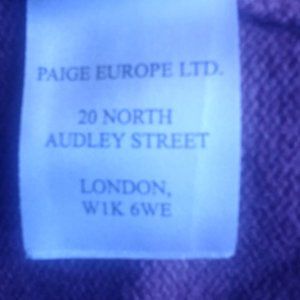 PAIGE EUROPE LTD.
20 NORTH
AUDLEY STREET
LONDON,
W1K 6WE